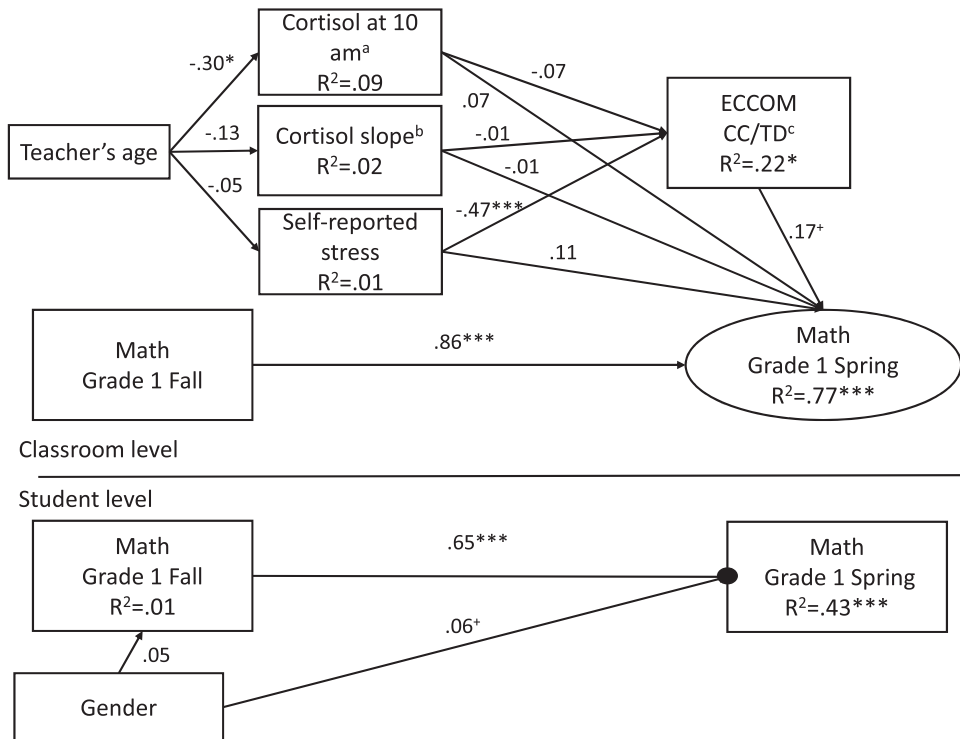 Cortisol at 10
amᵃ
R²=.09
-.30*
-.07
.07
ECCOM
CC/TDᶜ
R²=.22*
Teacher’s age
-.13
Cortisol slopeᵇ
R²=.02
-.01
-.01
-.05
Self-reported
stress
R²=.01
-.47***
.11
.17⁺
Math
Grade 1 Fall
.86***
Math
Grade 1 Spring
R²=.77***
Classroom level
Student level
Math
Grade 1 Fall
R²=.01
.65***
Math
Grade 1 Spring
R²=.43***
.06⁺
.05
Gender